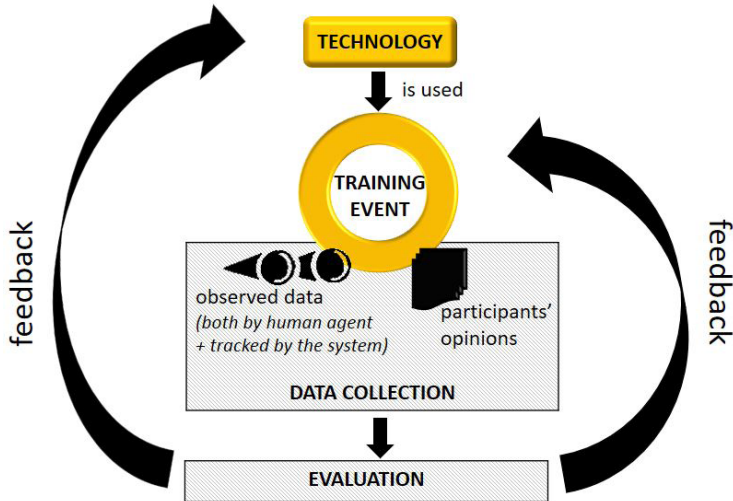 TECHNOLOGY
is used
TRAINING
EVENT
feedback
feedback
observed data
(both by human agent
+ tracked by the system)
participants’
opinions
DATA COLLECTION
EVALUATION